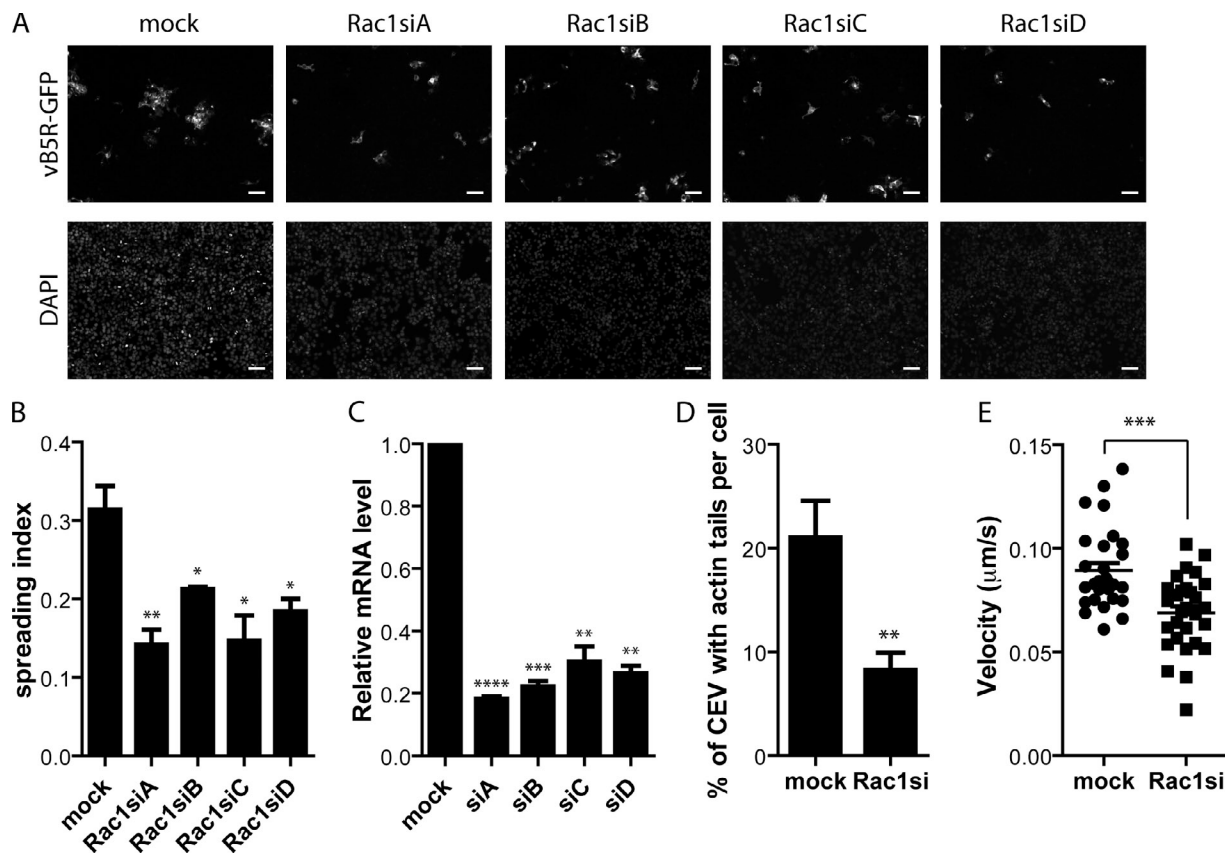 A
mock Rac1siA Rac1siB Rac1siC Rac1siD
vB5R-GFP
DAPI
B
spreading index
0.4
0.3
0.2
0.1
0.0
** * * *
mock Rac1siA Rac1siB Rac1siC Rac1siD
C
Relative mRNA level
1.0
0.8
0.6
0.4
0.2
0.0
**** *** ** **
mock siA siB siC siD
D
% of CEV with actin tails per cell
30
20
10
0
**
mock Rac1si
E
Velocity (μm/s)
0.15
0.10
0.05
0.00
***
mock Rac1si